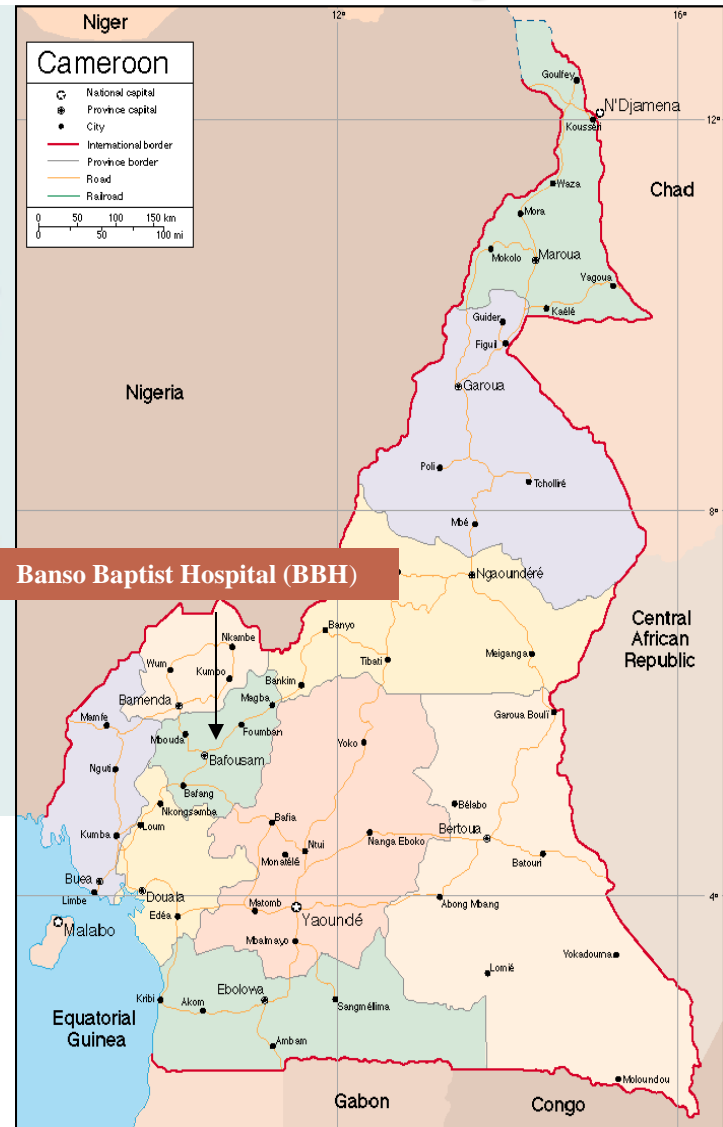 Niger
12°
16°
Cameroon
National capital
Province capital
City
International border
Province border
Road
Railroad
0 50 100 150 km
0 50 100 mi
Goulfey
N'Djamena
12°
Kousséri
Waza
Chad
Mora
Mokolo
Maroua
Yagoua
Kaélé
Guider
Figuil
Nigeria
Garoua
Poli
Tcholliré
8°
Mbé
Banso Baptist Hospital (BBH)
Ngaoundéré
Central
African
Republic
Nkambe
Banyo
Wum
Kumbo
Tibati
Meiganga
Bankim
Bamenda
Magba
Garoua Boulï
Mamfe
Mbouda
Foumban
Yoko
Bafousam
Nguti
Bafang
Nkongsamba
Bélabo
Loum
Bafia
Kumba
Ntui
Nanga Eboko
Bertoua
Monatélé
Batouri
Buea
Limbe
Douala
4°
Matomb
Abong Mbang
Edéa
Yaoundé
Malabo
Mbalmayo
Yokadouma
Lomié
Kribi
Akom
Ebolowa
Sangmélima
Equatorial
Guinea
Ambam
Moloundou
Gabon
Congo